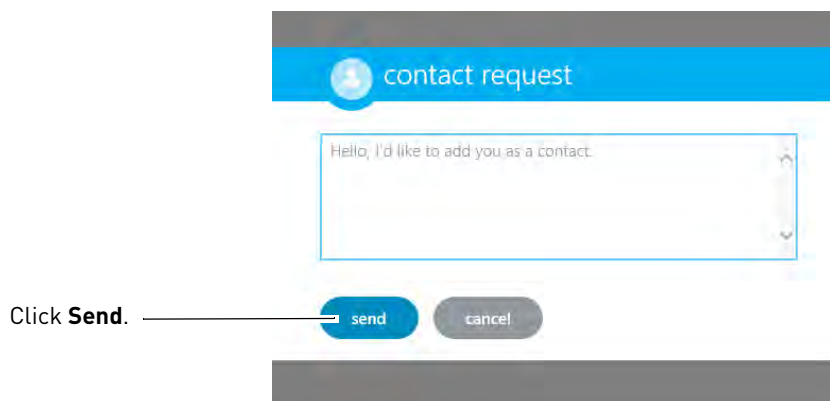 contact request
Hello, I'd like to add you as a contact.
Click Send.
send
cancel